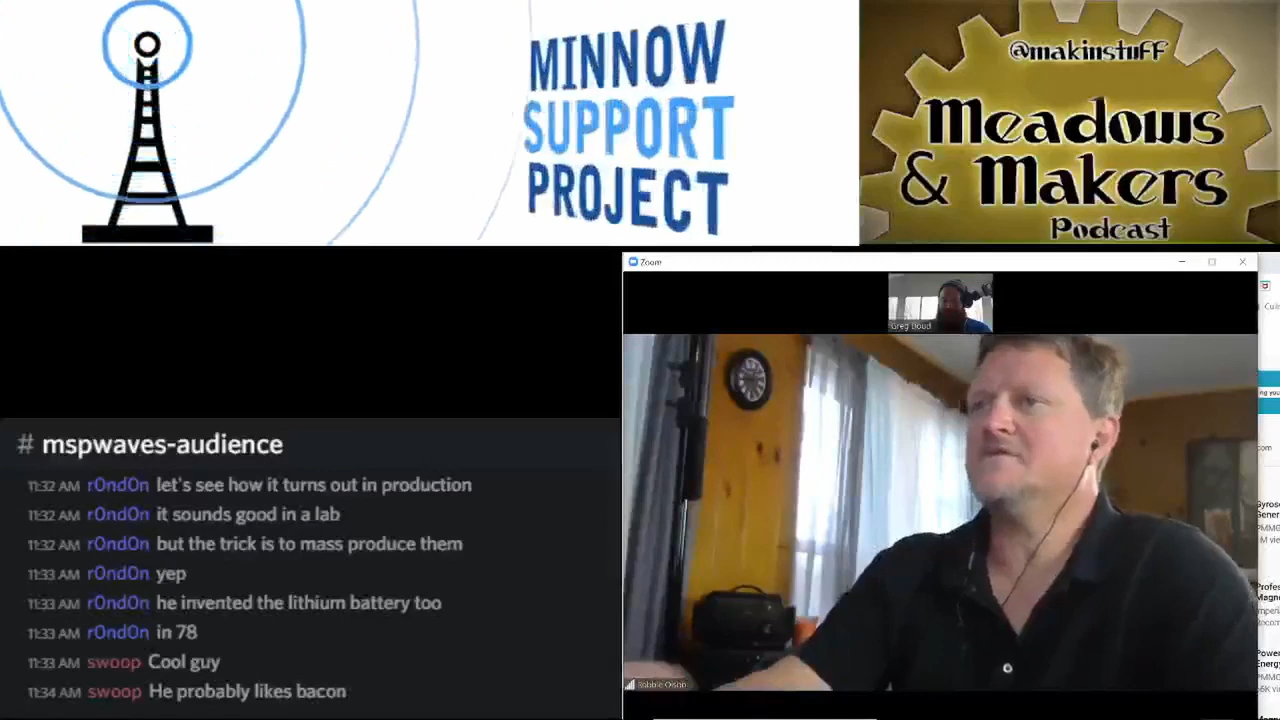 MINNOW
SUPPORT
PROJECT
@makinstuff
Meadows
& Makers
Podcast
Zoom
# mspwaves-audience
11:32 AM r0nd0n let's see how it turns out in production
11:32 AM r0nd0n it sounds good in a lab
11:32 AM r0nd0n but the trick is to mass produce them
11:33 AM r0nd0n yep
11:33 AM r0nd0n he invented the lithium battery too
11:33 AM r0nd0n in 78
11:33 AM swoop Cool guy
11:34 AM swoop He probably likes bacon
Greg Doud
Robbie Olson